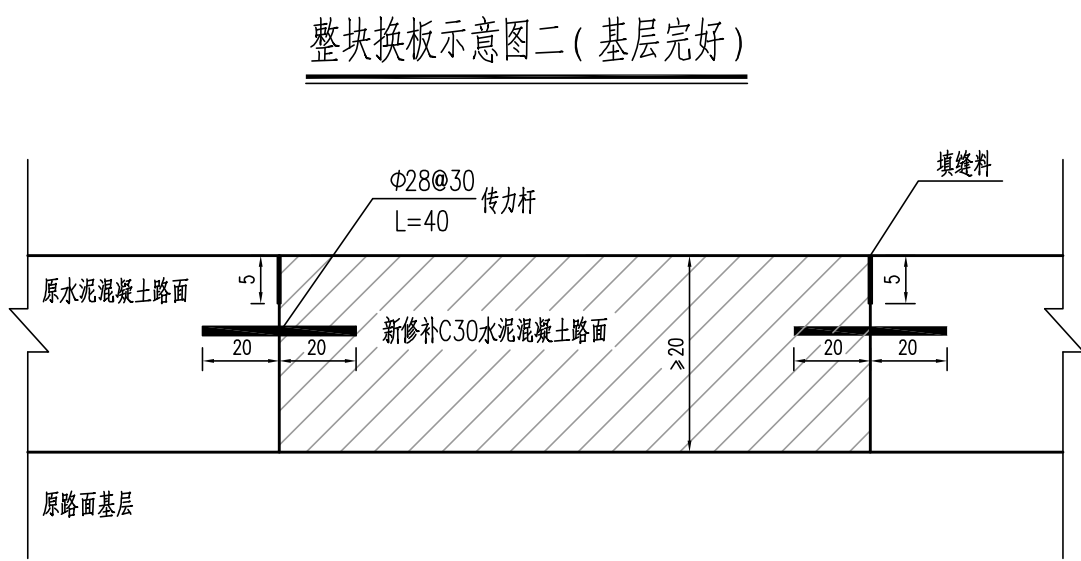 整块换板示意图二（基层完好）
填缝料
Φ28@30
传力杆
L=40
5
5
原水泥混凝土路面
新修补C30水泥混凝土路面
20
20
≥20
20
20
原路面基层